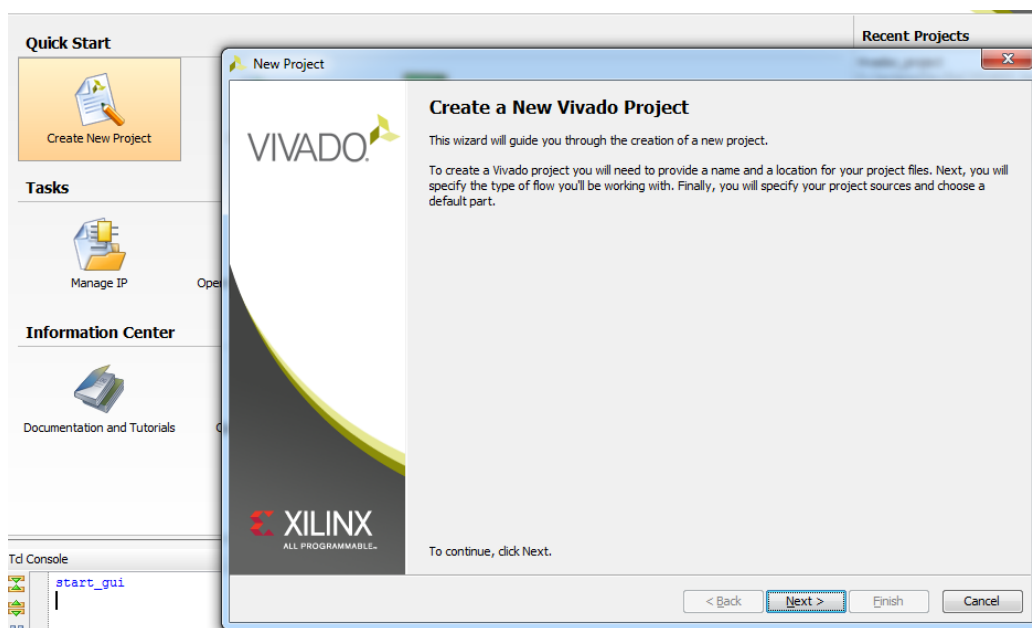 Quick Start
Recent Projects
New Project
Create New Project
VIVADO.
Create a New Vivado Project
This wizard will guide you through the creation of a new project.
To create a Vivado project you will need to provide a name and a location for your project files. Next, you will
specify the type of flow you'll be working with. Finally, you will specify your project sources and choose a
default part.
Tasks
Manage IP
Ope
Information Center
Documentation and Tutorials
XILINX
ALL PROGRAMMABLE™
To continue, click Next.
Tcl Console
start_gui
< Back
Next >
Finish
Cancel